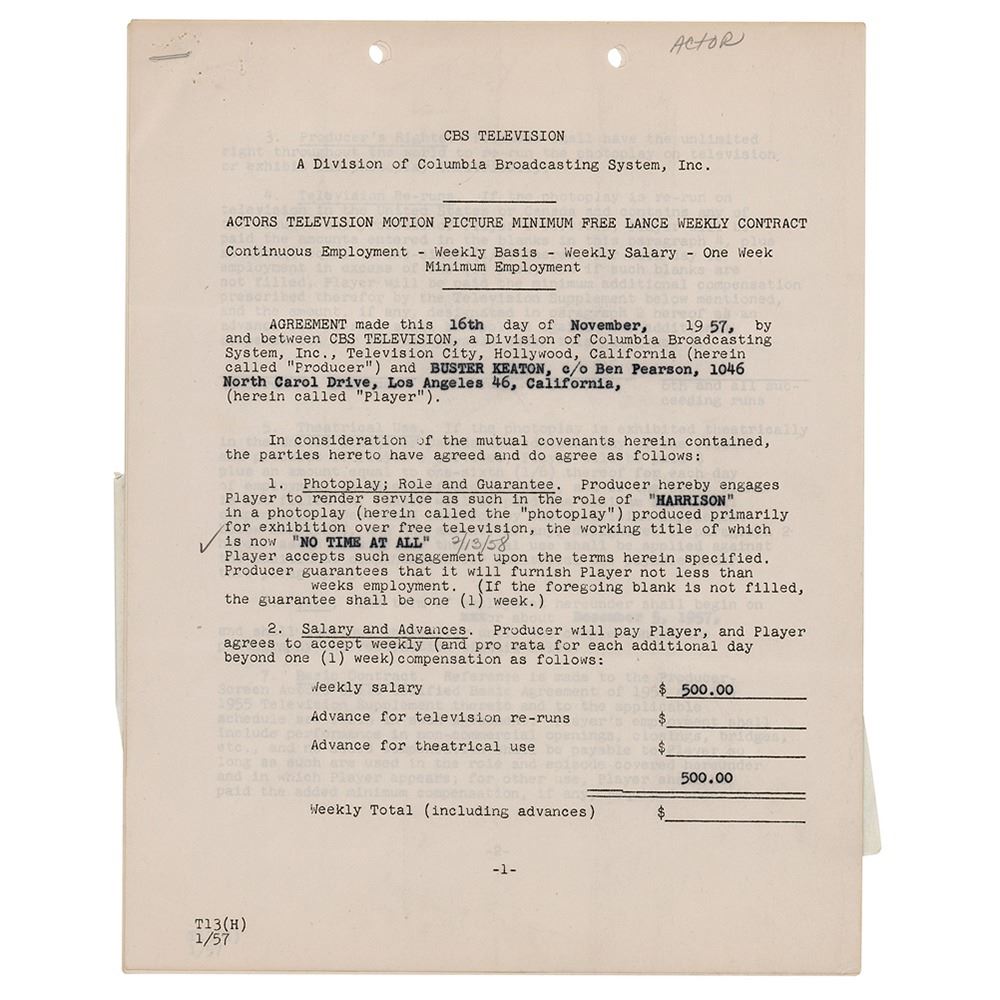 ACTOR
CBS TELEVISION
A Division of Columbia Broadcasting System, Inc.
ACTORS TELEVISION MOTION PICTURE MINIMUM FREE LANCE WEEKLY CONTRACT
Continuous Employment - Weekly Basis - Weekly Salary - One Week
Minimum Employment
AGREEMENT made this 16th day of November, 19 57, by
and between CBS TELEVISION, a Division of Columbia Broadcasting
System, Inc., Television City, Hollywood, California (herein
called "Producer") and BUSTER KEATON, c/o Ben Pearson, 1046
North Carol Drive, Los Angeles 46, California,
(herein called "Player").
In consideration of the mutual covenants herein contained,
the parties hereto have agreed and do agree as follows:
1. Photoplay; Role and Guarantee. Producer hereby engages
Player to render service as such in the role of "HARRISON"
in a photoplay (herein called the "photoplay") produced primarily
for exhibition over free television, the working title of which
is now "NO TIME AT ALL" 2/13/58
Player accepts such engagement upon the terms herein specified.
Producer guarantees that it will furnish Player not less than
weeks employment. (If the foregoing blank is not filled,
the guarantee shall be one (1) week.)
2. Salary and Advances. Producer will pay Player, and Player
agrees to accept weekly (and pro rata for each additional day
beyond one (1) week) compensation as follows:
Weekly salary $ 500.00
Advance for television re-runs $
Advance for theatrical use $
500.00
Weekly Total (including advances) $
-1-
T13(H)
1/57